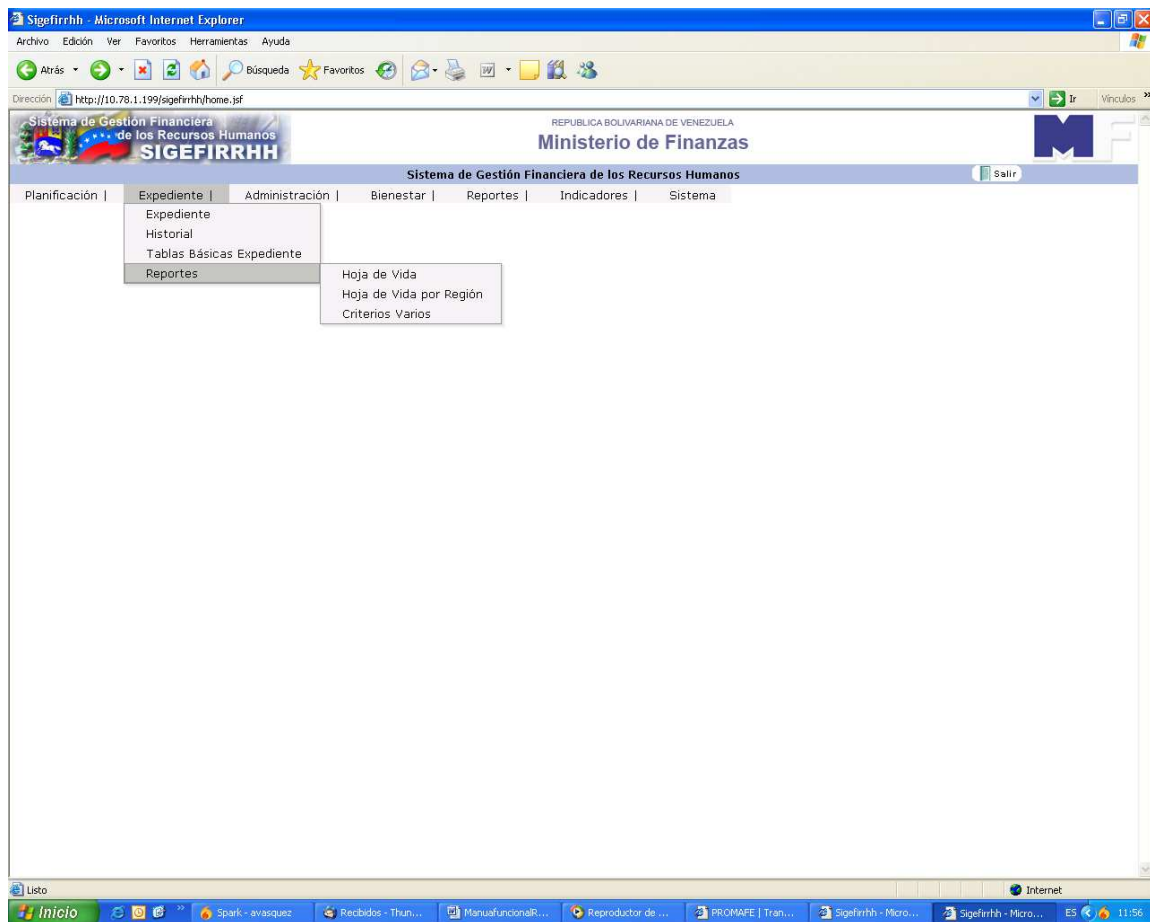 Sigefirrhh - Microsoft Internet Explorer
Archivo Edición Ver Favoritos Herramientas Ayuda
Atrás Búsqueda Favoritos
Dirección http://10.78.1.199/sigefirrhh/home.jsf Ir Vínculos »
Sistema de Gestión Financiera
de los Recursos Humanos
SIGEFIRRHH
REPUBLICA BOLIVARIANA DE VENEZUELA
Ministerio de Finanzas
MF
Sistema de Gestión Financiera de los Recursos Humanos Salir
Planificación | Expediente | Administración | Bienestar | Reportes | Indicadores | Sistema
Expediente
Historial
Tablas Básicas Expediente
Reportes
Hoja de Vida
Hoja de Vida por Región
Criterios Varios
Listo Internet
Inicio » Spark - avasquez Recibidos - Thun... ManuafuncionalR... Reproductor de ... PROMAFE | Tran... Sigefirrhh - Micro... Sigefirrhh - Micro... ES 11:56